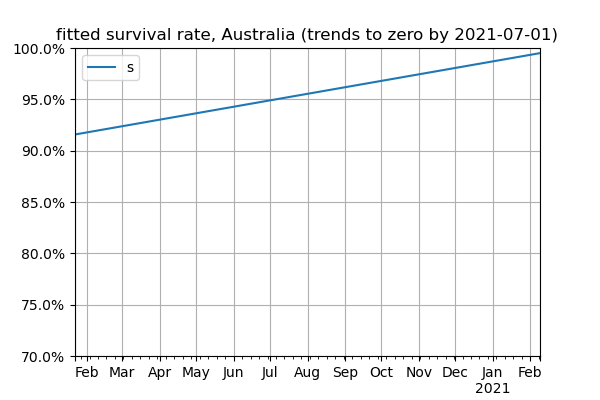 fitted survival rate, Australia (trends to zero by 2021-07-01)
100.0%
s
95.0%
90.0%
85.0%
80.0%
75.0%
70.0%
Feb Mar Apr May Jun Jul Aug Sep Oct Nov Dec Jan Feb
2021